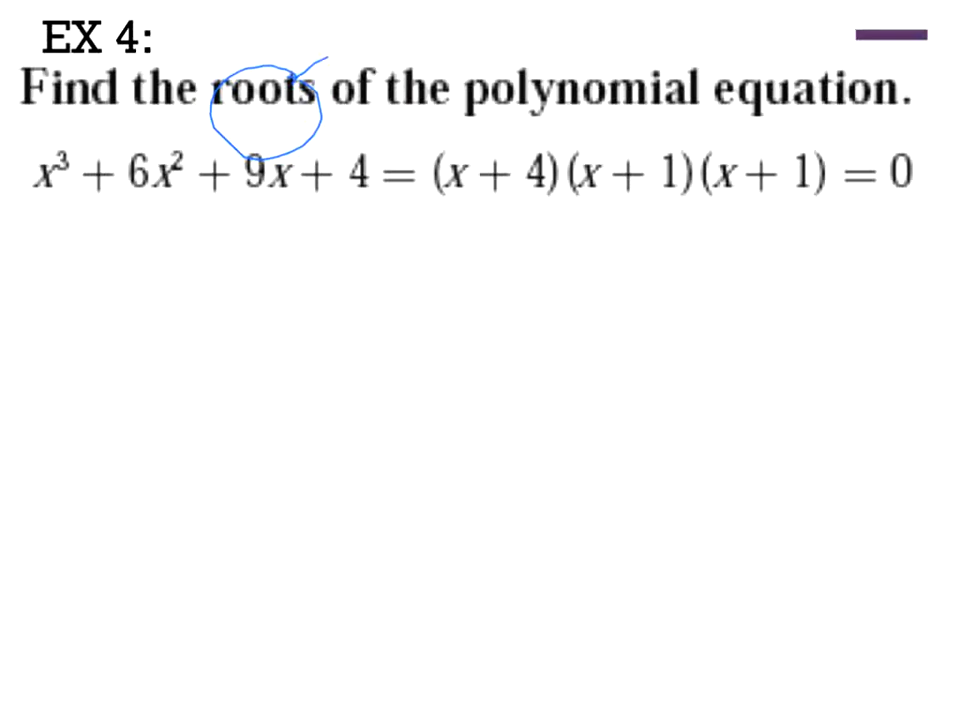 EX 4:
Find the roots of the polynomial equation.
x³ + 6x² + 9x + 4 = (x + 4)(x + 1)(x + 1) = 0